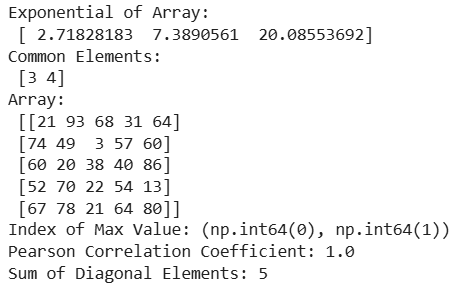 Exponential of Array:
[ 2.71828183  7.3890561  20.08553692]
Common Elements:
[3 4]
Array:
[[21 93 68 31 64]
[74 49  3 57 60]
[60 20 38 40 86]
[52 70 22 54 13]
[67 78 21 64 80]]
Index of Max Value: (np.int64(0), np.int64(1))
Pearson Correlation Coefficient: 1.0
Sum of Diagonal Elements: 5